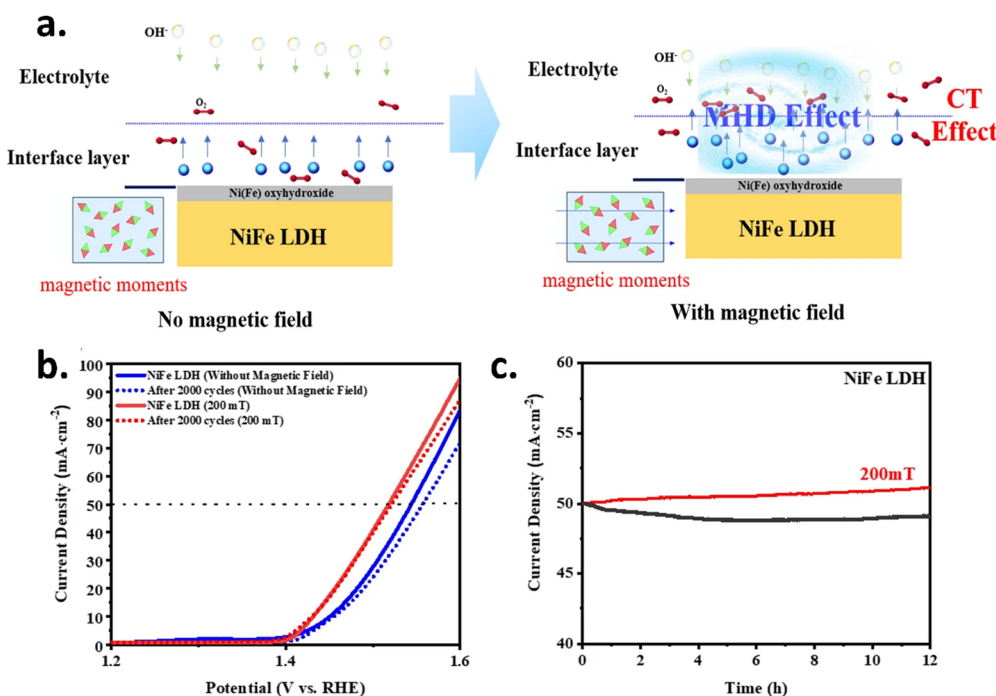 a.
OH-
Electrolyte
O2
Interface layer
Ni(Fe) oxyhydroxide
NiFe LDH
magnetic moments
No magnetic field
OH-
Electrolyte
O2
MHD Effect
CT
Effect
Interface layer
Ni(Fe) oxyhydroxide
NiFe LDH
magnetic moments
With magnetic field
b.
100
90
80
70
60
50
40
30
20
10
0
1.2
1.4
1.6
Current Density (mA·cm⁻²)
Potential (V vs. RHE)
NiFe LDH (Without Magnetic Field)
After 2000 cycles (Without Magnetic Field)
NiFe LDH (200 mT)
After 2000 cycles (200 mT)
c.
60
55
50
45
40
0
2
4
6
8
10
12
Current Density (mA·cm⁻²)
Time (h)
NiFe LDH
200mT